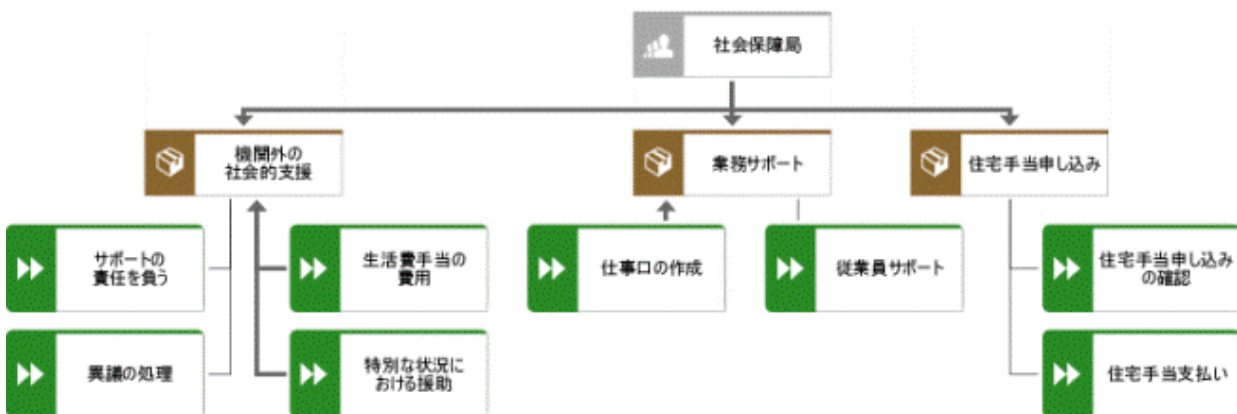 社会保障局
機関外の
社会的支援
業務サポート
住宅手当申し込み
サポートの
責任を負う
生活費手当の
費用
仕事口の作成
従業員サポート
住宅手当申し込み
の確認
異議の処理
特別な状況に
おける援助
住宅手当支払い